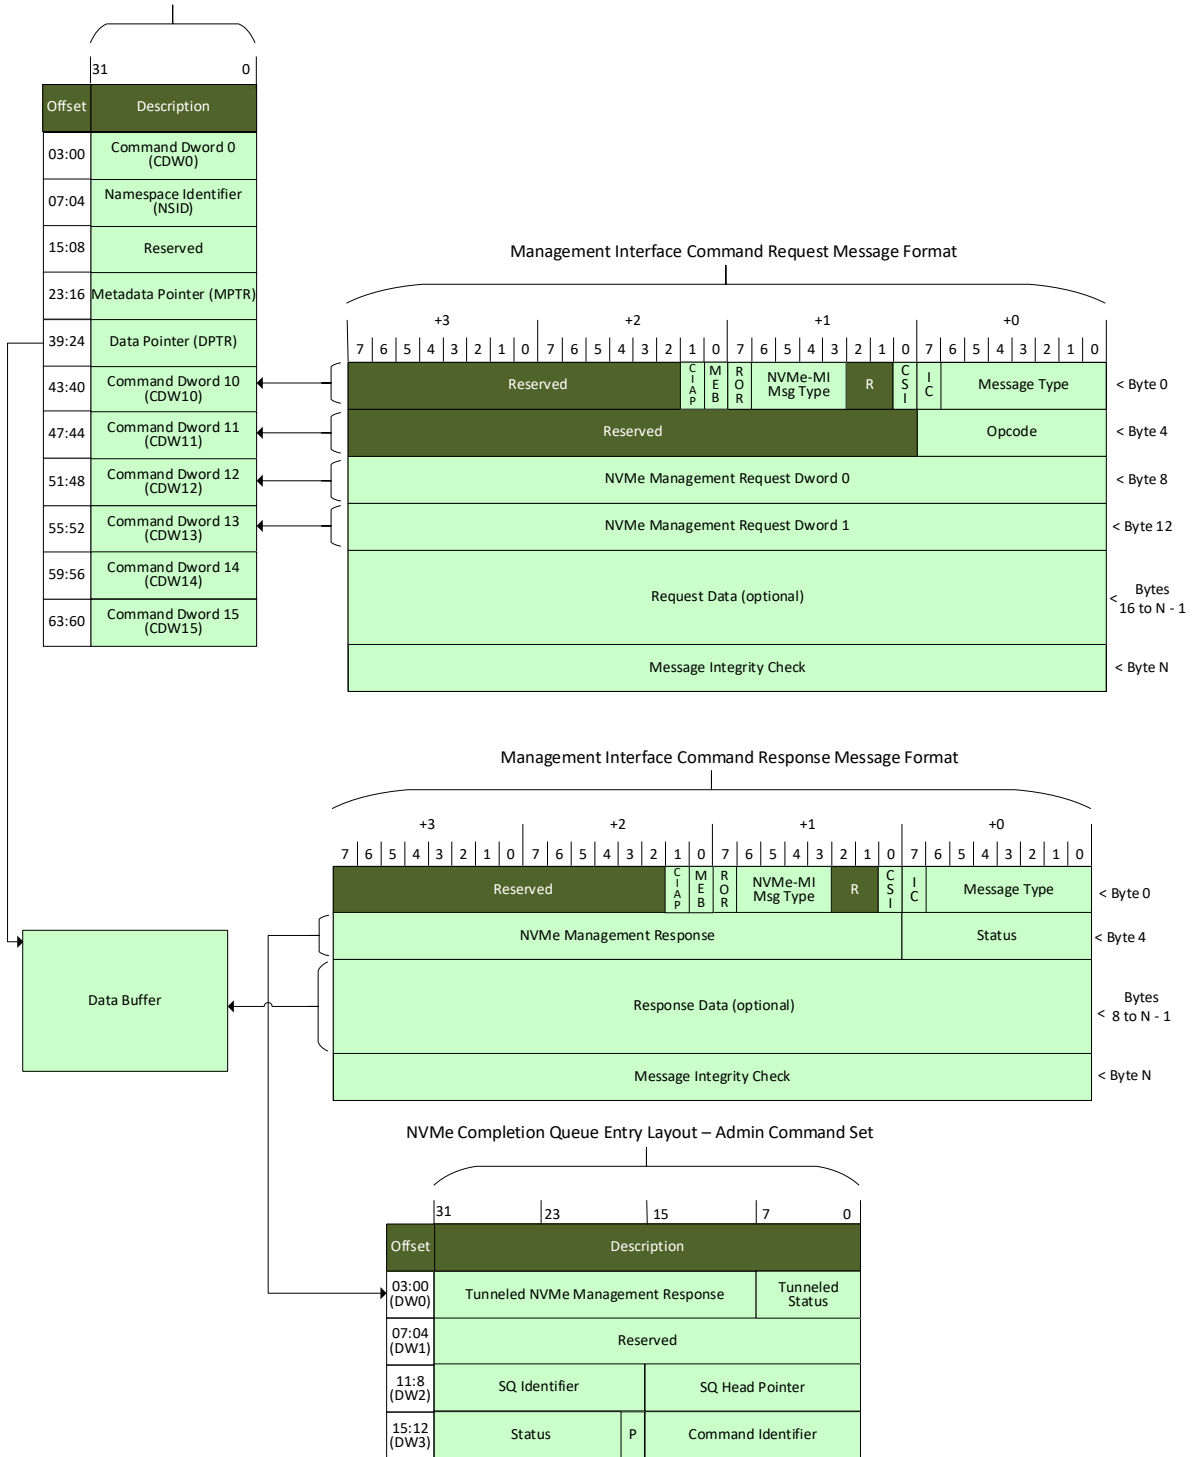 31 0
Offset Description
03:00 Command Dword 0
(CDW0)
07:04 Namespace Identifier
(NSID)
15:08 Reserved
23:16 Metadata Pointer (MPTR)
39:24 Data Pointer (DPTR)
43:40 Command Dword 10
(CDW10)
47:44 Command Dword 11
(CDW11)
51:48 Command Dword 12
(CDW12)
55:52 Command Dword 13
(CDW13)
59:56 Command Dword 14
(CDW14)
63:60 Command Dword 15
(CDW15)
Management Interface Command Request Message Format
+3 +2 +1 +0
7 6 5 4 3 2 1 0 7 6 5 4 3 2 1 0 7 6 5 4 3 2 1 0 7 6 5 4 3 2 1 0
Reserved CIAP MEB ROR NVMe-MI Msg Type R CSI IC Message Type < Byte 0
Reserved Opcode < Byte 4
NVMe Management Request Dword 0 < Byte 8
NVMe Management Request Dword 1 < Byte 12
Request Data (optional) < Bytes
16 to N - 1
Message Integrity Check < Byte N
Management Interface Command Response Message Format
+3 +2 +1 +0
7 6 5 4 3 2 1 0 7 6 5 4 3 2 1 0 7 6 5 4 3 2 1 0 7 6 5 4 3 2 1 0
Reserved CIAP MEB ROR NVMe-MI Msg Type R CSI IC Message Type < Byte 0
NVMe Management Response Status < Byte 4
Data Buffer
Response Data (optional) < Bytes
8 to N - 1
Message Integrity Check < Byte N
NVMe Completion Queue Entry Layout – Admin Command Set
31 23 15 7 0
Offset Description
03:00
(DW0) Tunneled NVMe Management Response Tunneled Status
07:04
(DW1) Reserved
11:8
(DW2) SQ Identifier SQ Head Pointer
15:12
(DW3) Status P Command Identifier